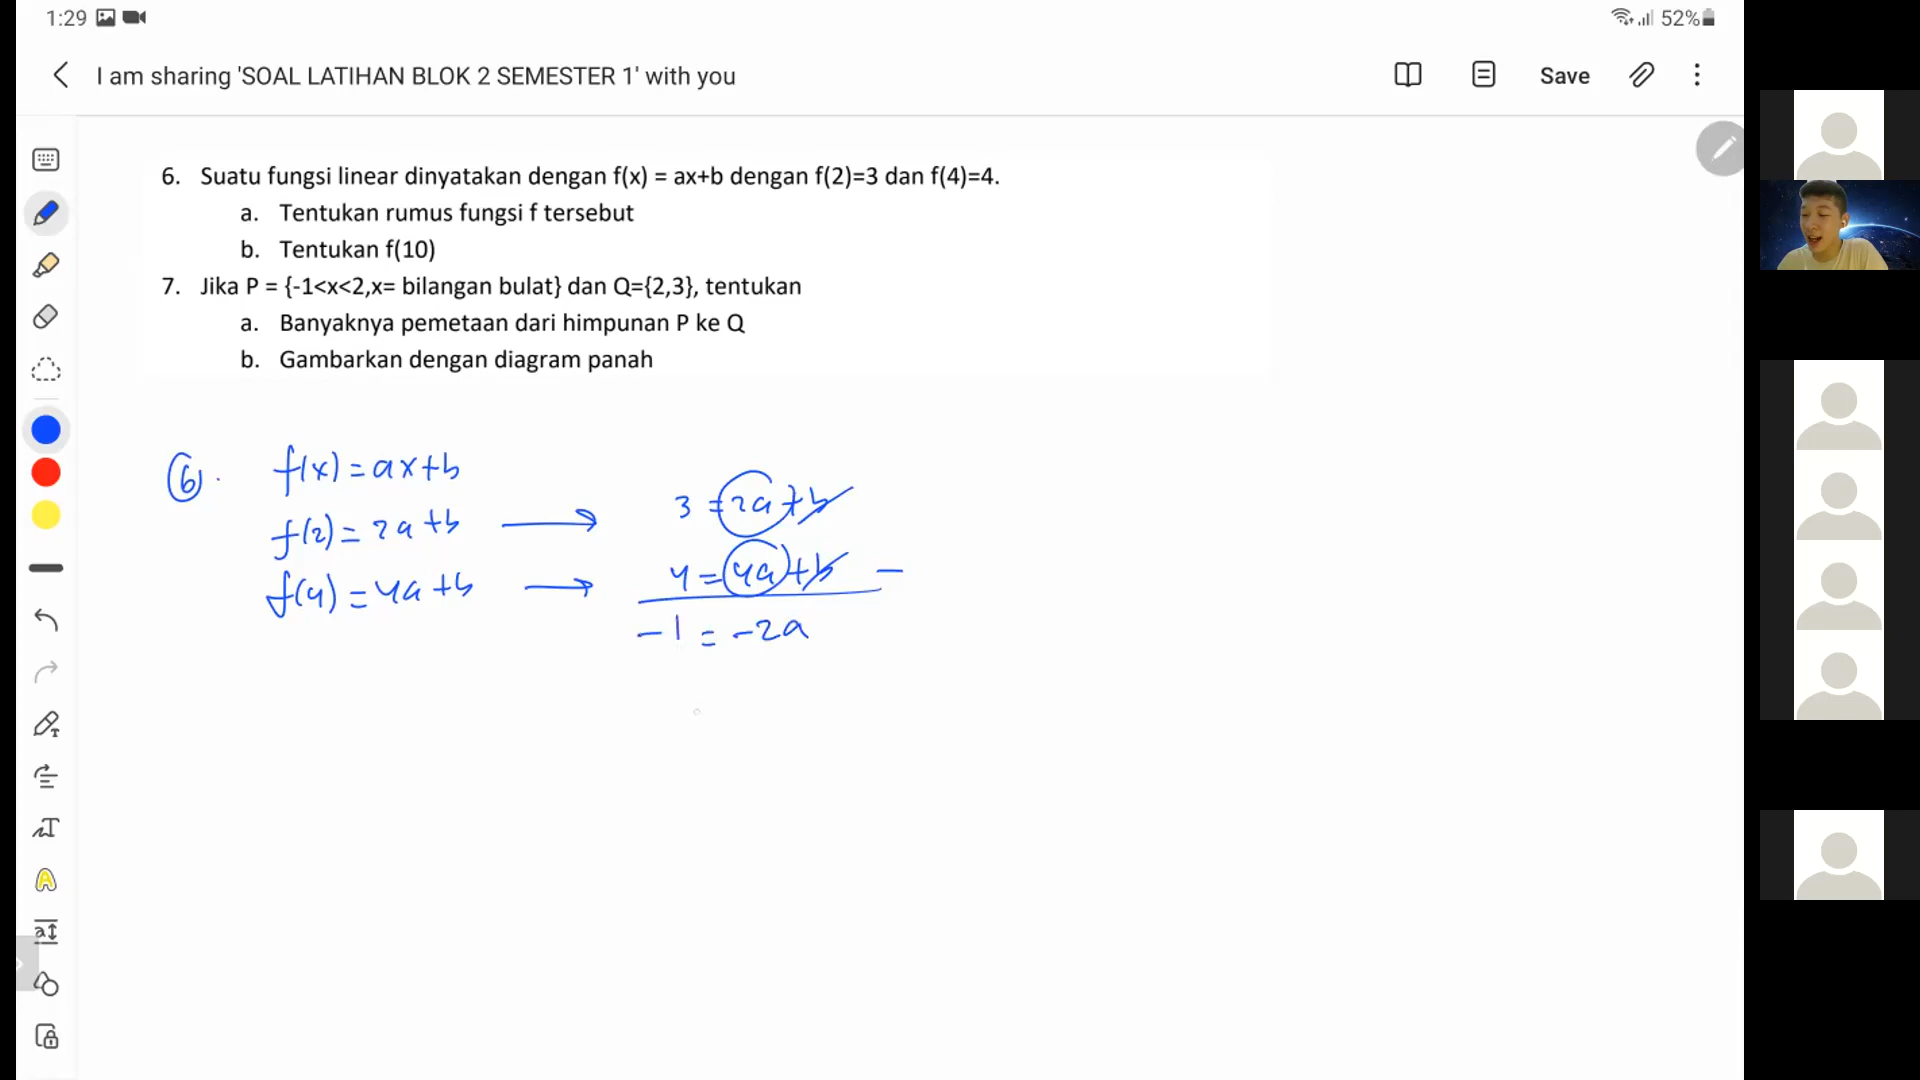 1:29
52%
I am sharing 'SOAL LATIHAN BLOK 2 SEMESTER 1' with you
Save
6. Suatu fungsi linear dinyatakan dengan f(x) = ax+b dengan f(2)=3 dan f(4)=4.
a. Tentukan rumus fungsi f tersebut
b. Tentukan f(10)
7. Jika P = {-1<x<2,x= bilangan bulat} dan Q={2,3}, tentukan
a. Banyaknya pemetaan dari himpunan P ke Q
b. Gambarkan dengan diagram panah
6. f(x) = ax+b
f(2) = 2a+b → 3 = 2a+b
f(4) = 4a+b → 4 = 4a+b -
-1 = -2a